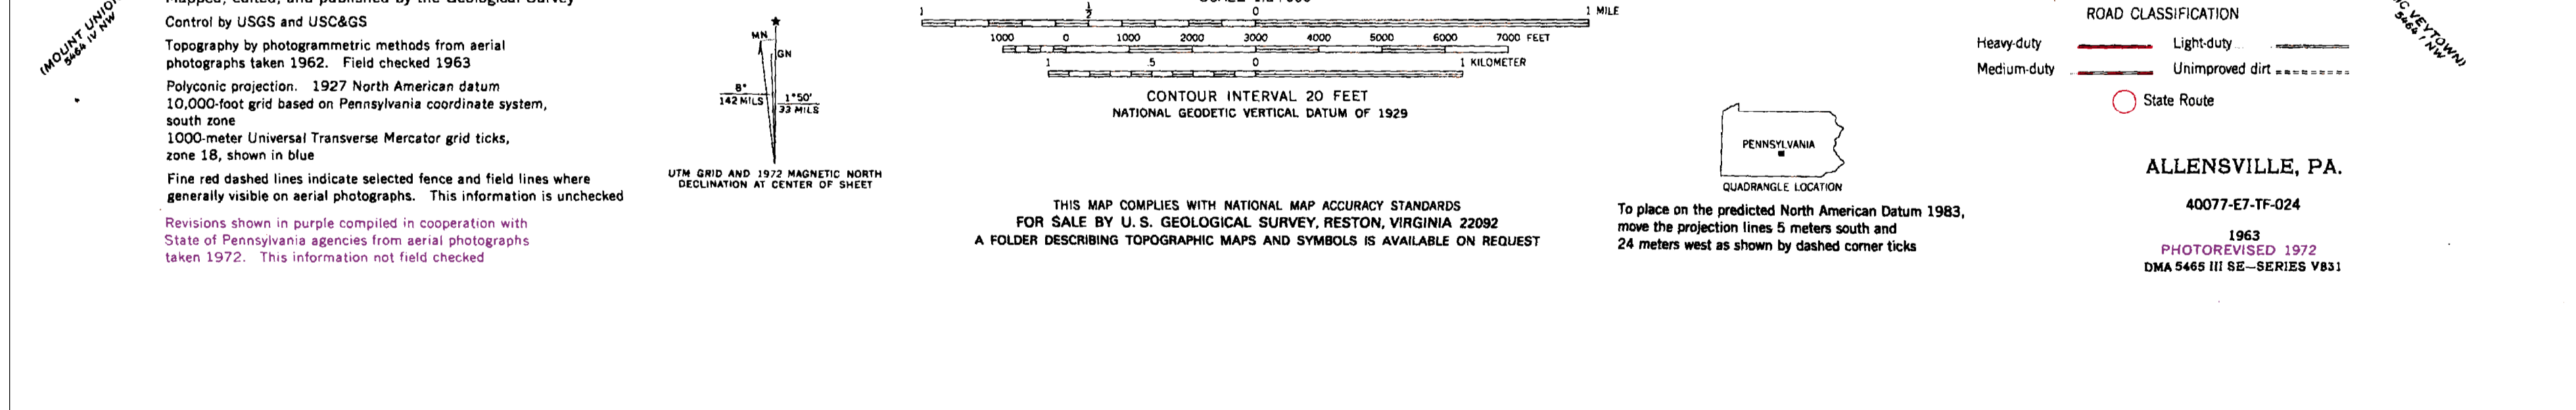 Mapped, edited, and published by the Geological Survey
Control by USGS and USC&GS
Topography by photogrammetric methods from aerial
photographs taken 1962. Field checked 1963
Polyconic projection. 1927 North American datum
10,000-foot grid based on Pennsylvania coordinate system,
south zone
1000-meter Universal Transverse Mercator grid ticks,
zone 18, shown in blue
Fine red dashed lines indicate selected fence and field lines where
generally visible on aerial photographs. This information is unchecked
Revisions shown in purple compiled in cooperation with
State of Pennsylvania agencies from aerial photographs
taken 1972. This information not field checked
(MOUNT UNION
5464 IV NW
MN
GN
8°
142 MILS
1°50'
33 MILS
UTM GRID AND 1972 MAGNETIC NORTH
DECLINATION AT CENTER OF SHEET
1 1/2 0 1 MILE
1000 0 1000 2000 3000 4000 5000 6000 7000 FEET
1 .5 0 1 KILOMETER
CONTOUR INTERVAL 20 FEET
NATIONAL GEODETIC VERTICAL DATUM OF 1929
THIS MAP COMPLIES WITH NATIONAL MAP ACCURACY STANDARDS
FOR SALE BY U. S. GEOLOGICAL SURVEY, RESTON, VIRGINIA 22092
A FOLDER DESCRIBING TOPOGRAPHIC MAPS AND SYMBOLS IS AVAILABLE ON REQUEST
PENNSYLVANIA
QUADRANGLE LOCATION
To place on the predicted North American Datum 1983,
move the projection lines 5 meters south and
24 meters west as shown by dashed corner ticks
ROAD CLASSIFICATION
Heavy-duty Light-duty
Medium-duty Unimproved dirt
State Route
VEYTOWN)
5464 I NW
ALLENSVILLE, PA.
40077-E7-TF-024
1963
PHOTOREVISED 1972
DMA 5465 III SE—SERIES V831